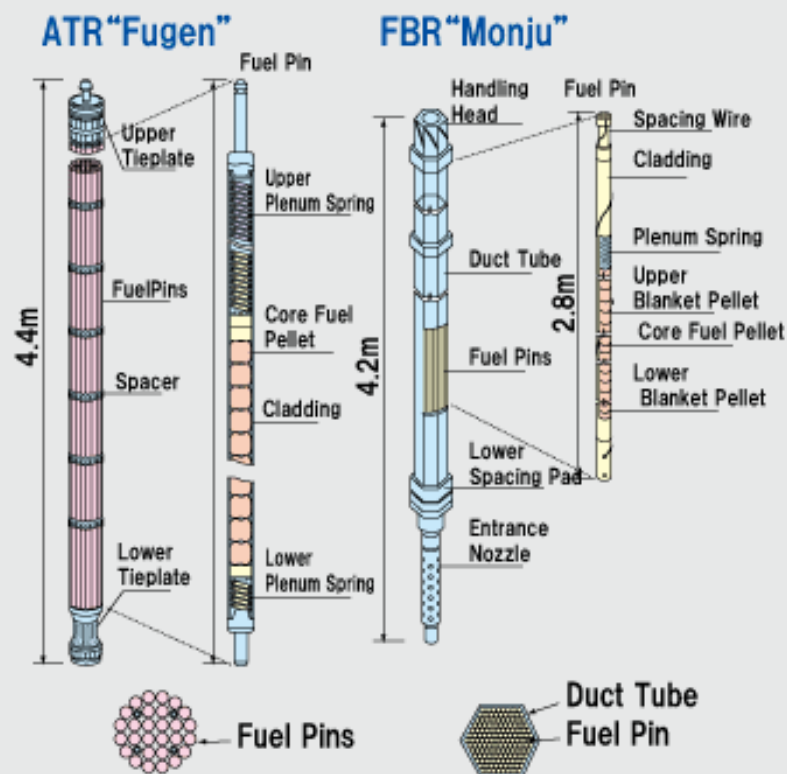 ATR“Fugen”
Fuel Pin
Upper
Tieplate
Upper
Plenum Spring
FuelPins
4.4m
Core Fuel
Pellet
Spacer
Cladding
Lower
Tieplate
Lower
Plenum Spring
Fuel Pins
FBR“Monju”
Handling
Head
Fuel Pin
Spacing Wire
Cladding
Plenum Spring
Duct Tube
Upper
Blanket Pellet
2.8m
4.2m
Core Fuel Pellet
Fuel Pins
Lower
Blanket Pellet
Lower
Spacing Pad
Entrance
Nozzle
Duct Tube
Fuel Pin